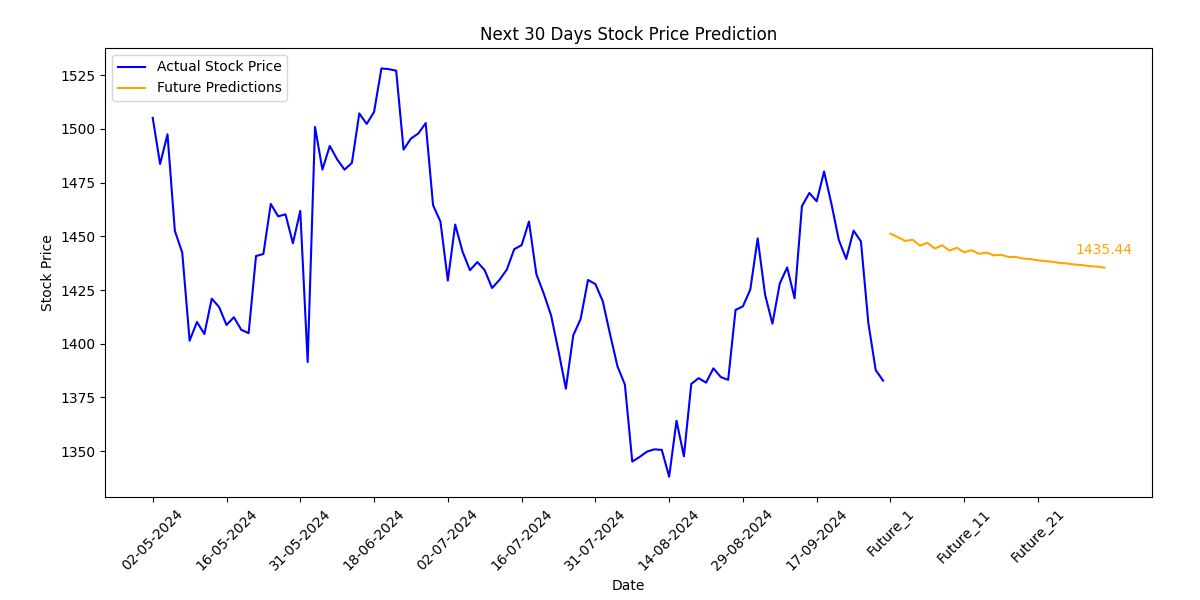 Next 30 Days Stock Price Prediction
Actual Stock Price
Future Predictions
1525
1500
1475
1450
1425
1400
1375
1350
Stock Price
1435.44
02-05-2024
16-05-2024
31-05-2024
18-06-2024
02-07-2024
16-07-2024
31-07-2024
14-08-2024
29-08-2024
17-09-2024
Future_1
Future_11
Future_21
Date